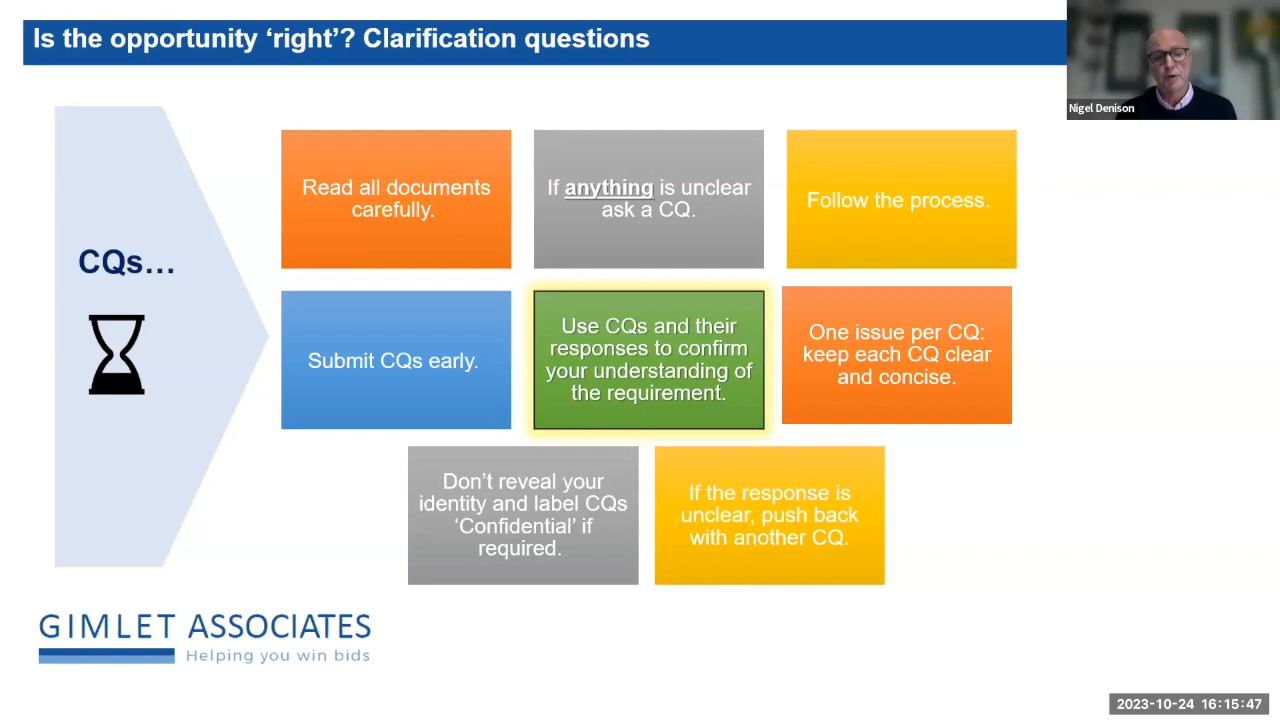 Is the opportunity ‘right’? Clarification questions
Nigel Denison
CQs…
Read all documents
carefully.
If anything is unclear
ask a CQ.
Follow the process.
Submit CQs early.
Use CQs and their
responses to confirm
your understanding of
the requirement.
One issue per CQ:
keep each CQ clear
and concise.
Don’t reveal your
identity and label CQs
‘Confidential’ if
required.
If the response is
unclear, push back
with another CQ.
GIMLET ASSOCIATES
Helping you win bids
2023-10-24 16:15:47